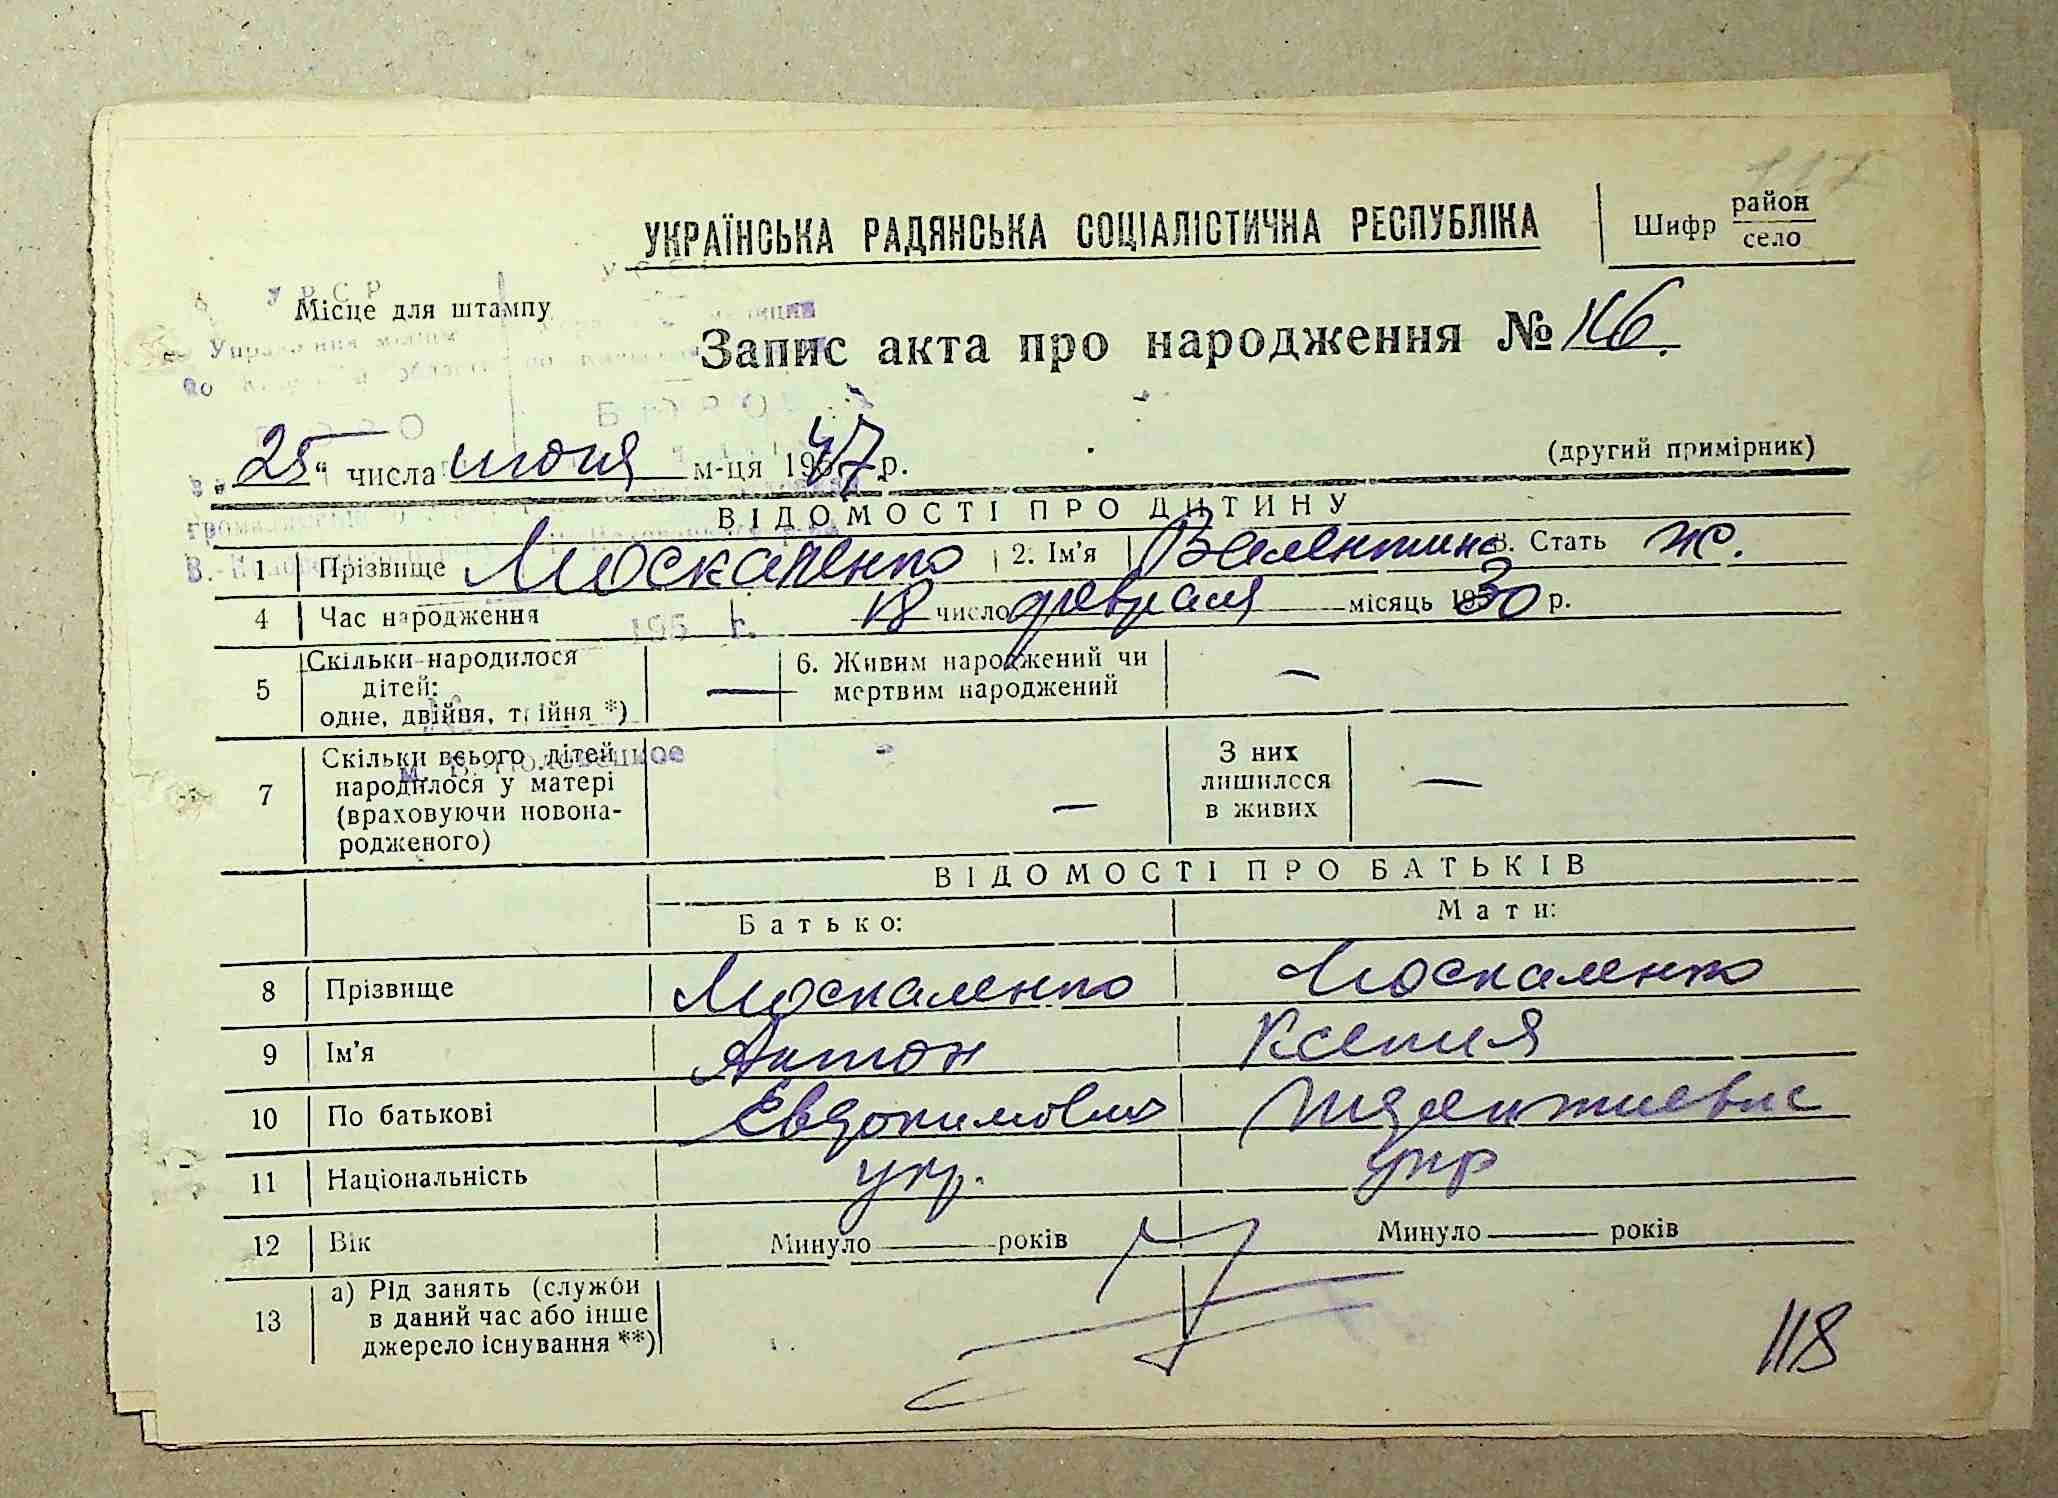 117
УКРАЇНСЬКА РАДЯНСЬКА СОЦІАЛІСТИЧНА РЕСПУБЛІКА
Шифр район село
У Р С Р
Місце для штампу
Запис акта про народження № 116.
"25" числа июня м-ця 1947 р.
(другий примірник)
ВІДОМОСТІ ПРО ДИТИНУ
1 Прізвище Москаленко 2. Ім'я Валентина 3. Стать ж.
4 Час народження 18 число февраля місяць 1930 р.
195 г.
5 Скільки народилося дітей: одне, двійня, трійня *) — 6. Живим народжений чи мертвим народжений —
7 Скільки всього дітей народилося у матері (враховуючи новонародженого) — З них лишилося в живих —
ВІДОМОСТІ ПРО БАТЬКІВ
Батько: Мати:
8 Прізвище Москаленко Москаленко
9 Ім'я Антон Ксения
10 По батькові Евдокимович
11 Національність укр. укр
12 Вік Минуло років Минуло років
13 а) Рід занять (служби в даний час або інше джерело існування **)
118